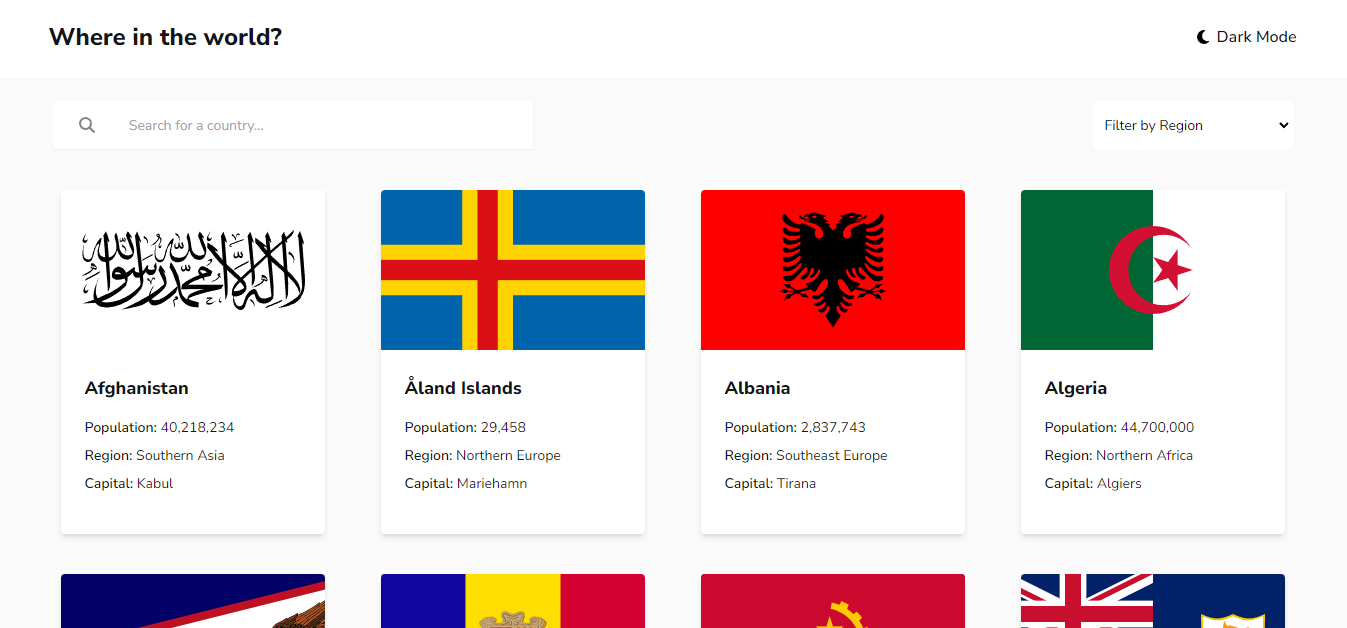 Where in the world?
Dark Mode
Search for a country...
Filter by Region
لا إله إلا الله محمد رسول الله
Afghanistan
Population: 40,218,234
Region: Southern Asia
Capital: Kabul
Åland Islands
Population: 29,458
Region: Northern Europe
Capital: Mariehamn
Albania
Population: 2,837,743
Region: Southeast Europe
Capital: Tirana
Algeria
Population: 44,700,000
Region: Northern Africa
Capital: Algiers